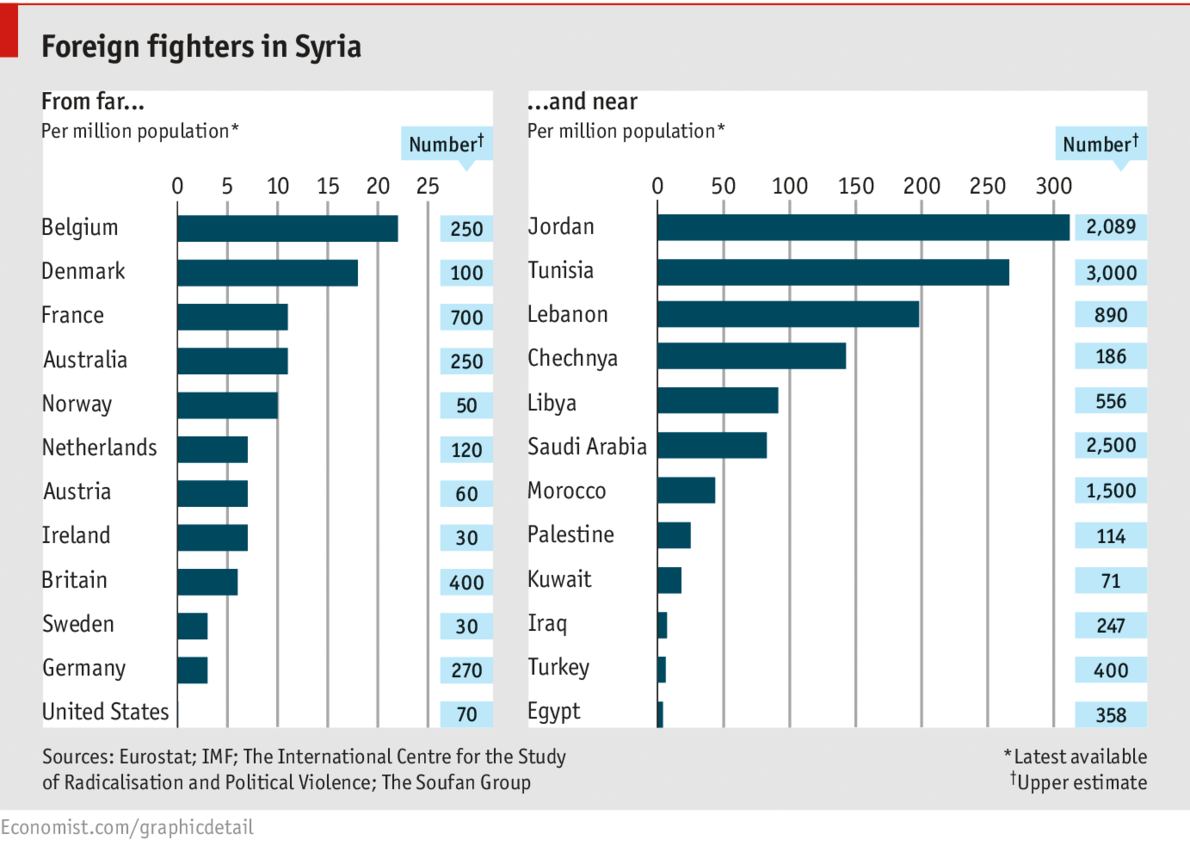 Foreign fighters in Syria
From far...
Per million population*
Number†
0 5 10 15 20 25
Belgium 250
Denmark 100
France 700
Australia 250
Norway 50
Netherlands 120
Austria 60
Ireland 30
Britain 400
Sweden 30
Germany 270
United States 70
...and near
Per million population*
Number†
0 50 100 150 200 250 300
Jordan 2,089
Tunisia 3,000
Lebanon 890
Chechnya 186
Libya 556
Saudi Arabia 2,500
Morocco 1,500
Palestine 114
Kuwait 71
Iraq 247
Turkey 400
Egypt 358
Sources: Eurostat; IMF; The International Centre for the Study
of Radicalisation and Political Violence; The Soufan Group
*Latest available
†Upper estimate
Economist.com/graphicdetail